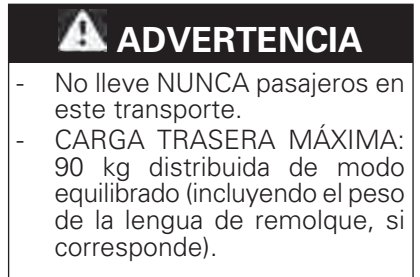 ADVERTENCIA
- No lleve NUNCA pasajeros en
este transporte.
- CARGA TRASERA MÁXIMA:
90 kg distribuida de modo
equilibrado (incluyendo el peso
de la lengua de remolque, si
corresponde).